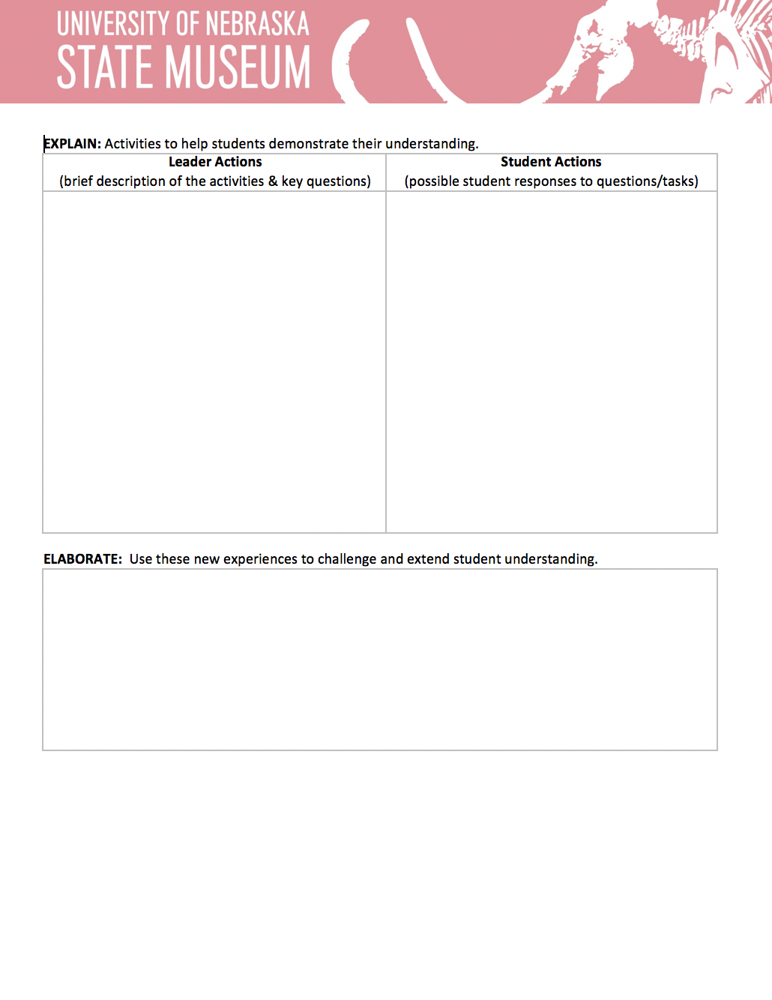 UNIVERSITY OF NEBRASKA
STATE MUSEUM
EXPLAIN: Activities to help students demonstrate their understanding.
Leader Actions
(brief description of the activities & key questions)
Student Actions
(possible student responses to questions/tasks)
ELABORATE:  Use these new experiences to challenge and extend student understanding.